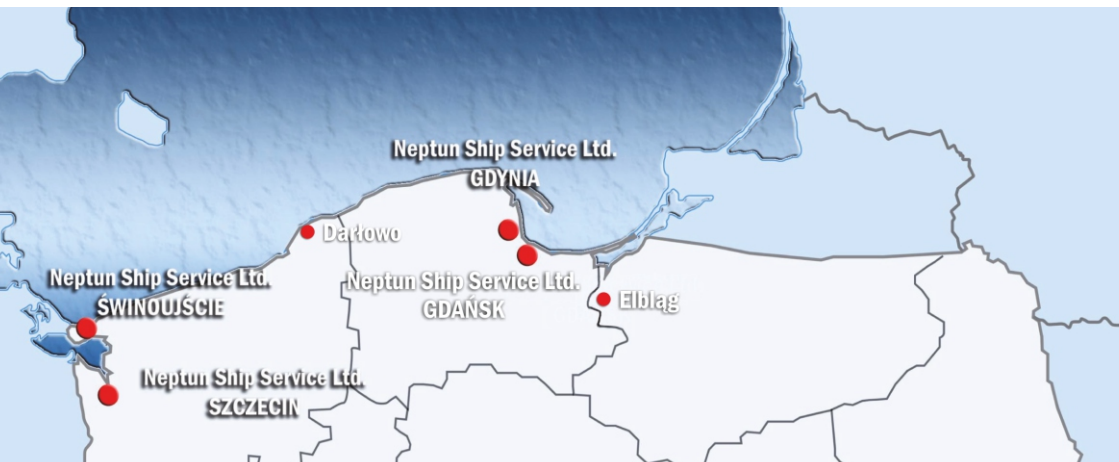 Neptun Ship Service Ltd.
GDYNIA
Darłowo
Neptun Ship Service Ltd.
ŚWINOUJŚCIE
Neptun Ship Service Ltd.
GDAŃSK
Elbląg
Neptun Ship Service Ltd.
SZCZECIN